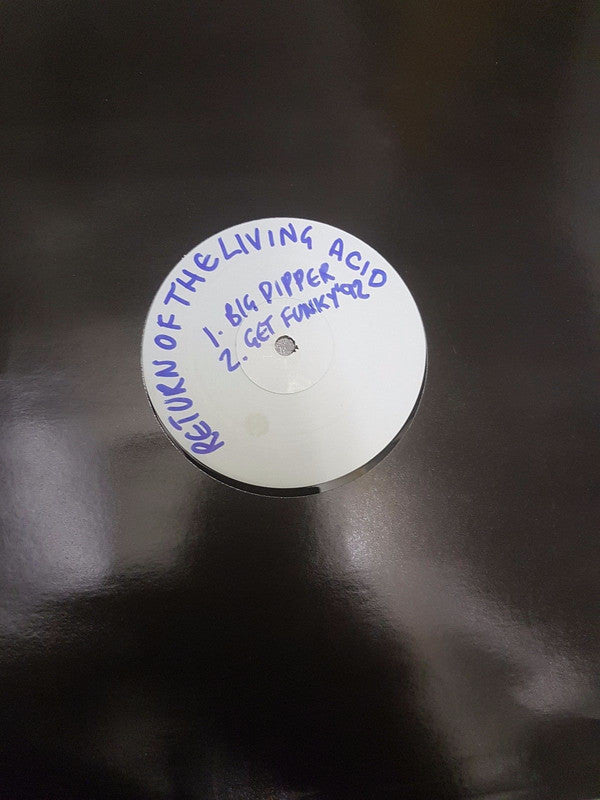 RETURN OF THE LIVING ACID
1. BIG DIPPER
2. GET FUNKY '92